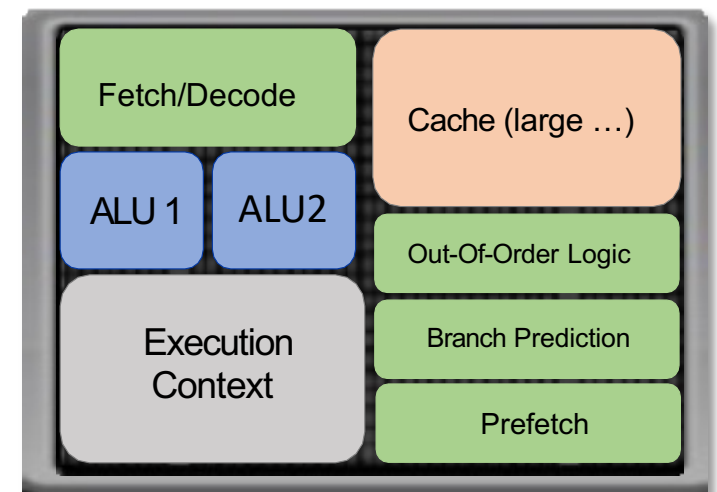 Fetch/Decode
ALU 1
ALU2
Execution
Context
Cache (large …)
Out-Of-Order Logic
Branch Prediction
Prefetch